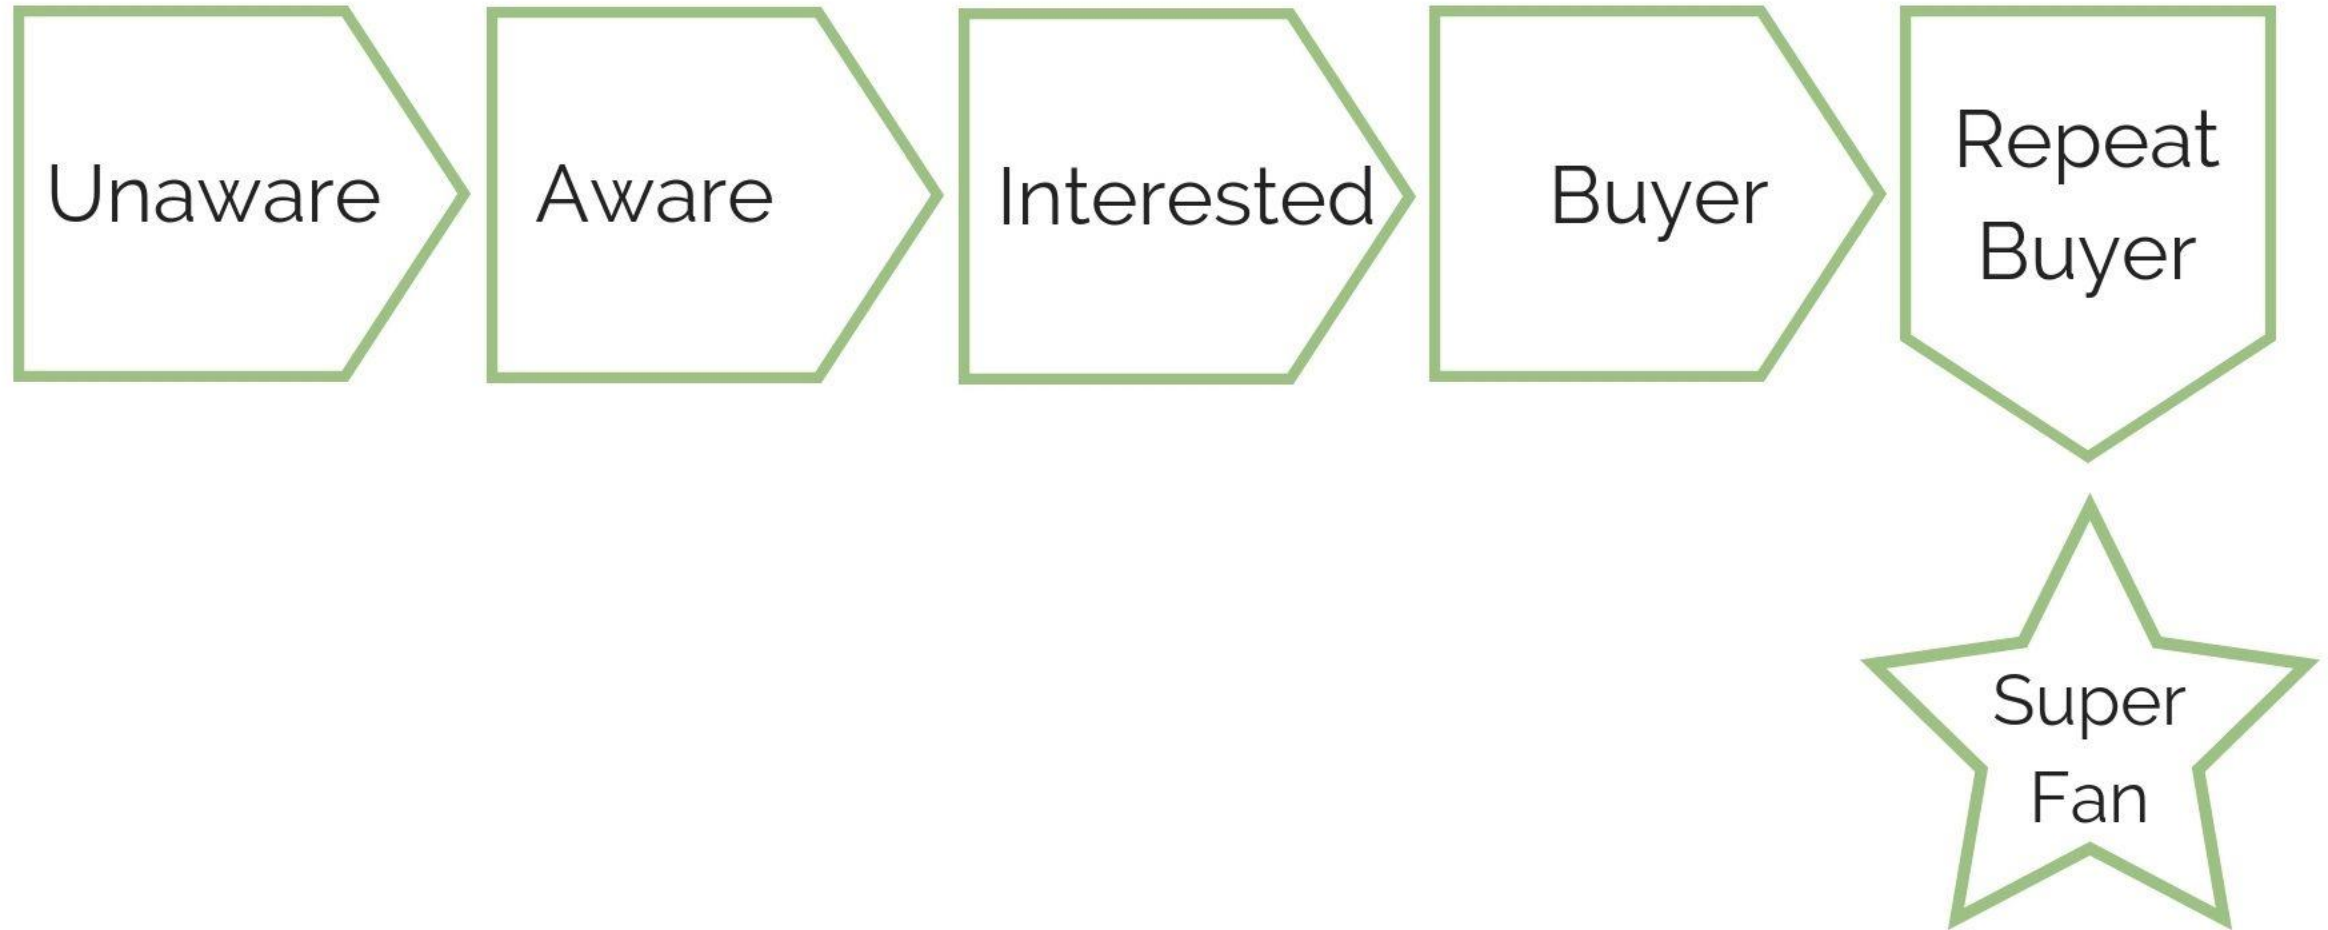 Unaware
Aware
Interested
Buyer
Repeat
Buyer
Super
Fan